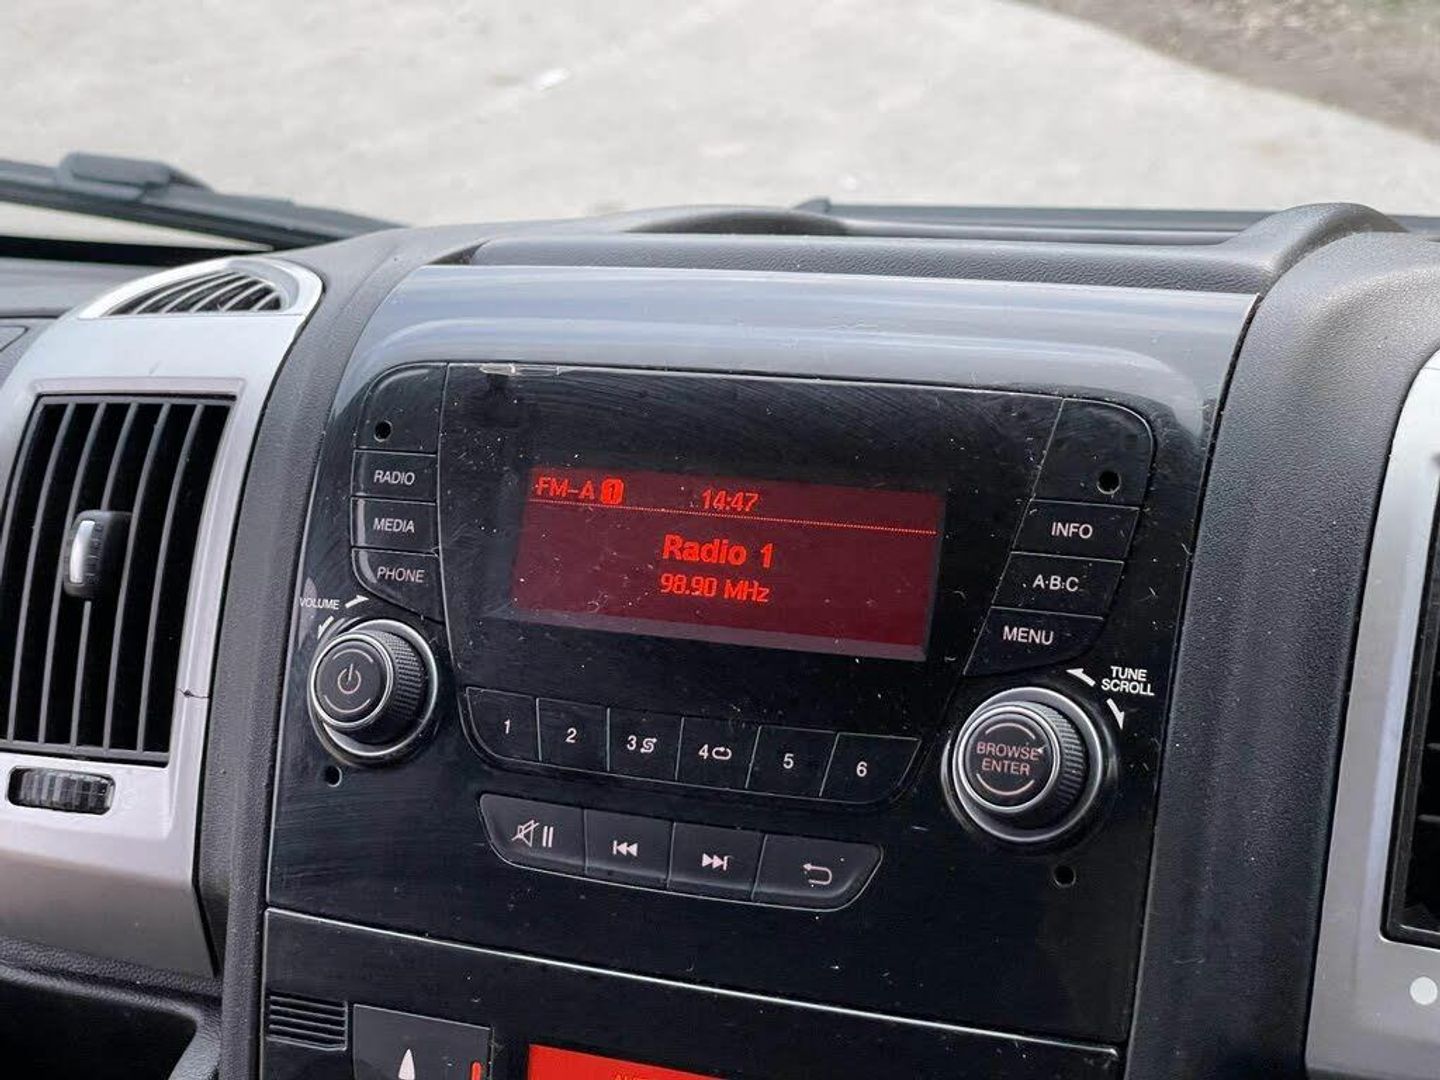 RADIO
MEDIA
PHONE
VOLUME
FM-A 1 14:47
Radio 1
98.90 MHz
INFO
A·B·C
MENU
TUNE
SCROLL
BROWSE
ENTER
1 2 3 4 5 6